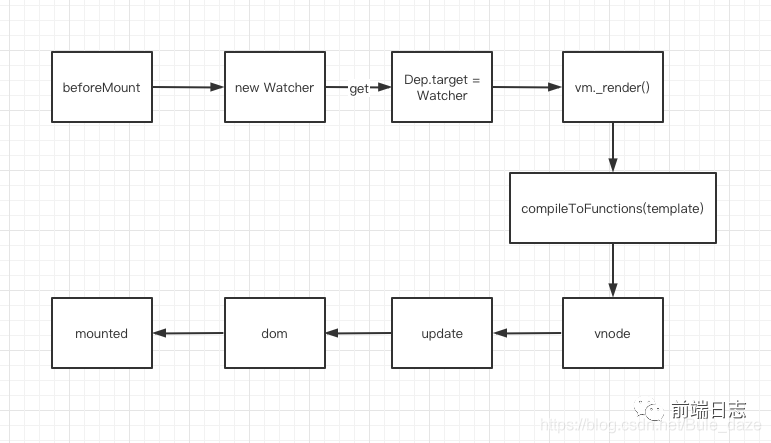 beforeMount
new Watcher
get
Dep.target =
Watcher
vm._render()
compileToFunctions(template)
mounted
dom
update
vnode
前端日志
https://blog.csdn.net/Bule_daze